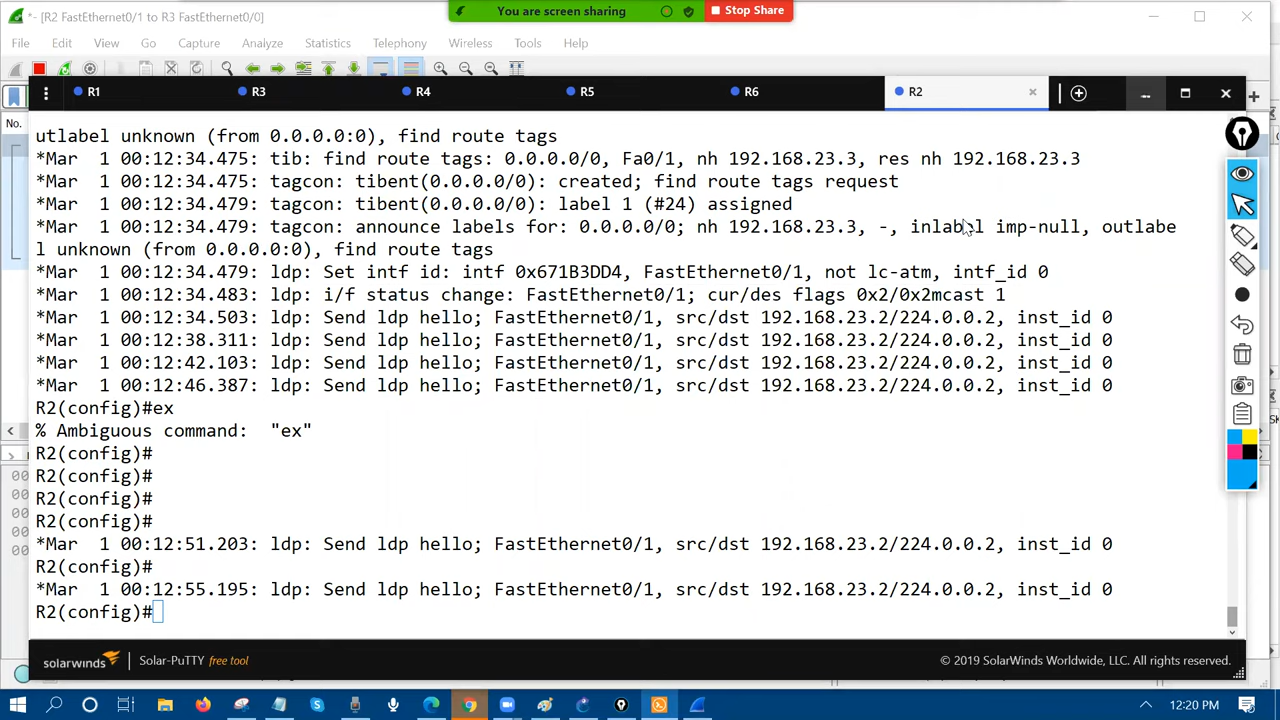 *- [R2 FastEthernet0/1 to R3 FastEthernet0/0]
You are screen sharing
Stop Share
File Edit View Go Capture Analyze Statistics Telephony Wireless Tools Help
R1 R3 R4 R5 R6 R2
No.
utlabel unknown (from 0.0.0.0:0), find route tags
*Mar  1 00:12:34.475: tib: find route tags: 0.0.0.0/0, Fa0/1, nh 192.168.23.3, res nh 192.168.23.3
*Mar  1 00:12:34.475: tagcon: tibent(0.0.0.0/0): created; find route tags request
*Mar  1 00:12:34.479: tagcon: tibent(0.0.0.0/0): label 1 (#24) assigned
*Mar  1 00:12:34.479: tagcon: announce labels for: 0.0.0.0/0; nh 192.168.23.3, -, inlabel imp-null, outlabe
l unknown (from 0.0.0.0:0), find route tags
*Mar  1 00:12:34.479: ldp: Set intf id: intf 0x671B3DD4, FastEthernet0/1, not lc-atm, intf_id 0
*Mar  1 00:12:34.483: ldp: i/f status change: FastEthernet0/1; cur/des flags 0x2/0x2mcast 1
*Mar  1 00:12:34.503: ldp: Send ldp hello; FastEthernet0/1, src/dst 192.168.23.2/224.0.0.2, inst_id 0
*Mar  1 00:12:38.311: ldp: Send ldp hello; FastEthernet0/1, src/dst 192.168.23.2/224.0.0.2, inst_id 0
*Mar  1 00:12:42.103: ldp: Send ldp hello; FastEthernet0/1, src/dst 192.168.23.2/224.0.0.2, inst_id 0
*Mar  1 00:12:46.387: ldp: Send ldp hello; FastEthernet0/1, src/dst 192.168.23.2/224.0.0.2, inst_id 0
R2(config)#ex
% Ambiguous command:  "ex"
R2(config)#
R2(config)#
R2(config)#
R2(config)#
*Mar  1 00:12:51.203: ldp: Send ldp hello; FastEthernet0/1, src/dst 192.168.23.2/224.0.0.2, inst_id 0
R2(config)#
*Mar  1 00:12:55.195: ldp: Send ldp hello; FastEthernet0/1, src/dst 192.168.23.2/224.0.0.2, inst_id 0
R2(config)#
solarwinds Solar-PuTTY free tool © 2019 SolarWinds Worldwide, LLC. All rights reserved.
12:20 PM